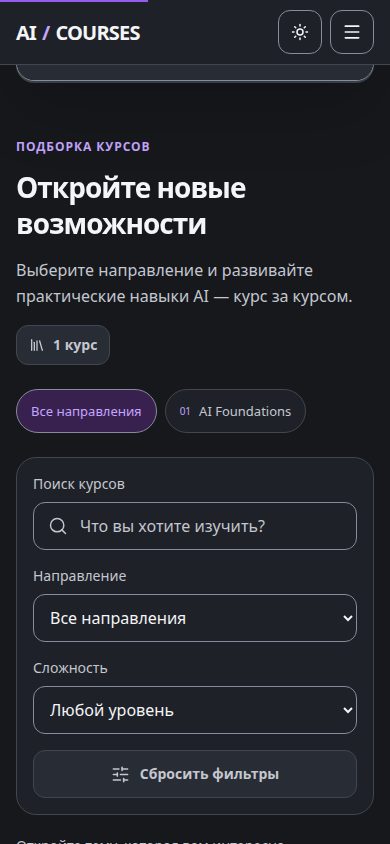 AI / COURSES
ПОДБОРКА КУРСОВ
Откройте новые
возможности
Выберите направление и развивайте
практические навыки AI — курс за курсом.
1 курс
Все направления
01 AI Foundations
Поиск курсов
Что вы хотите изучить?
Направление
Все направления
Сложность
Любой уровень
Сбросить фильтры